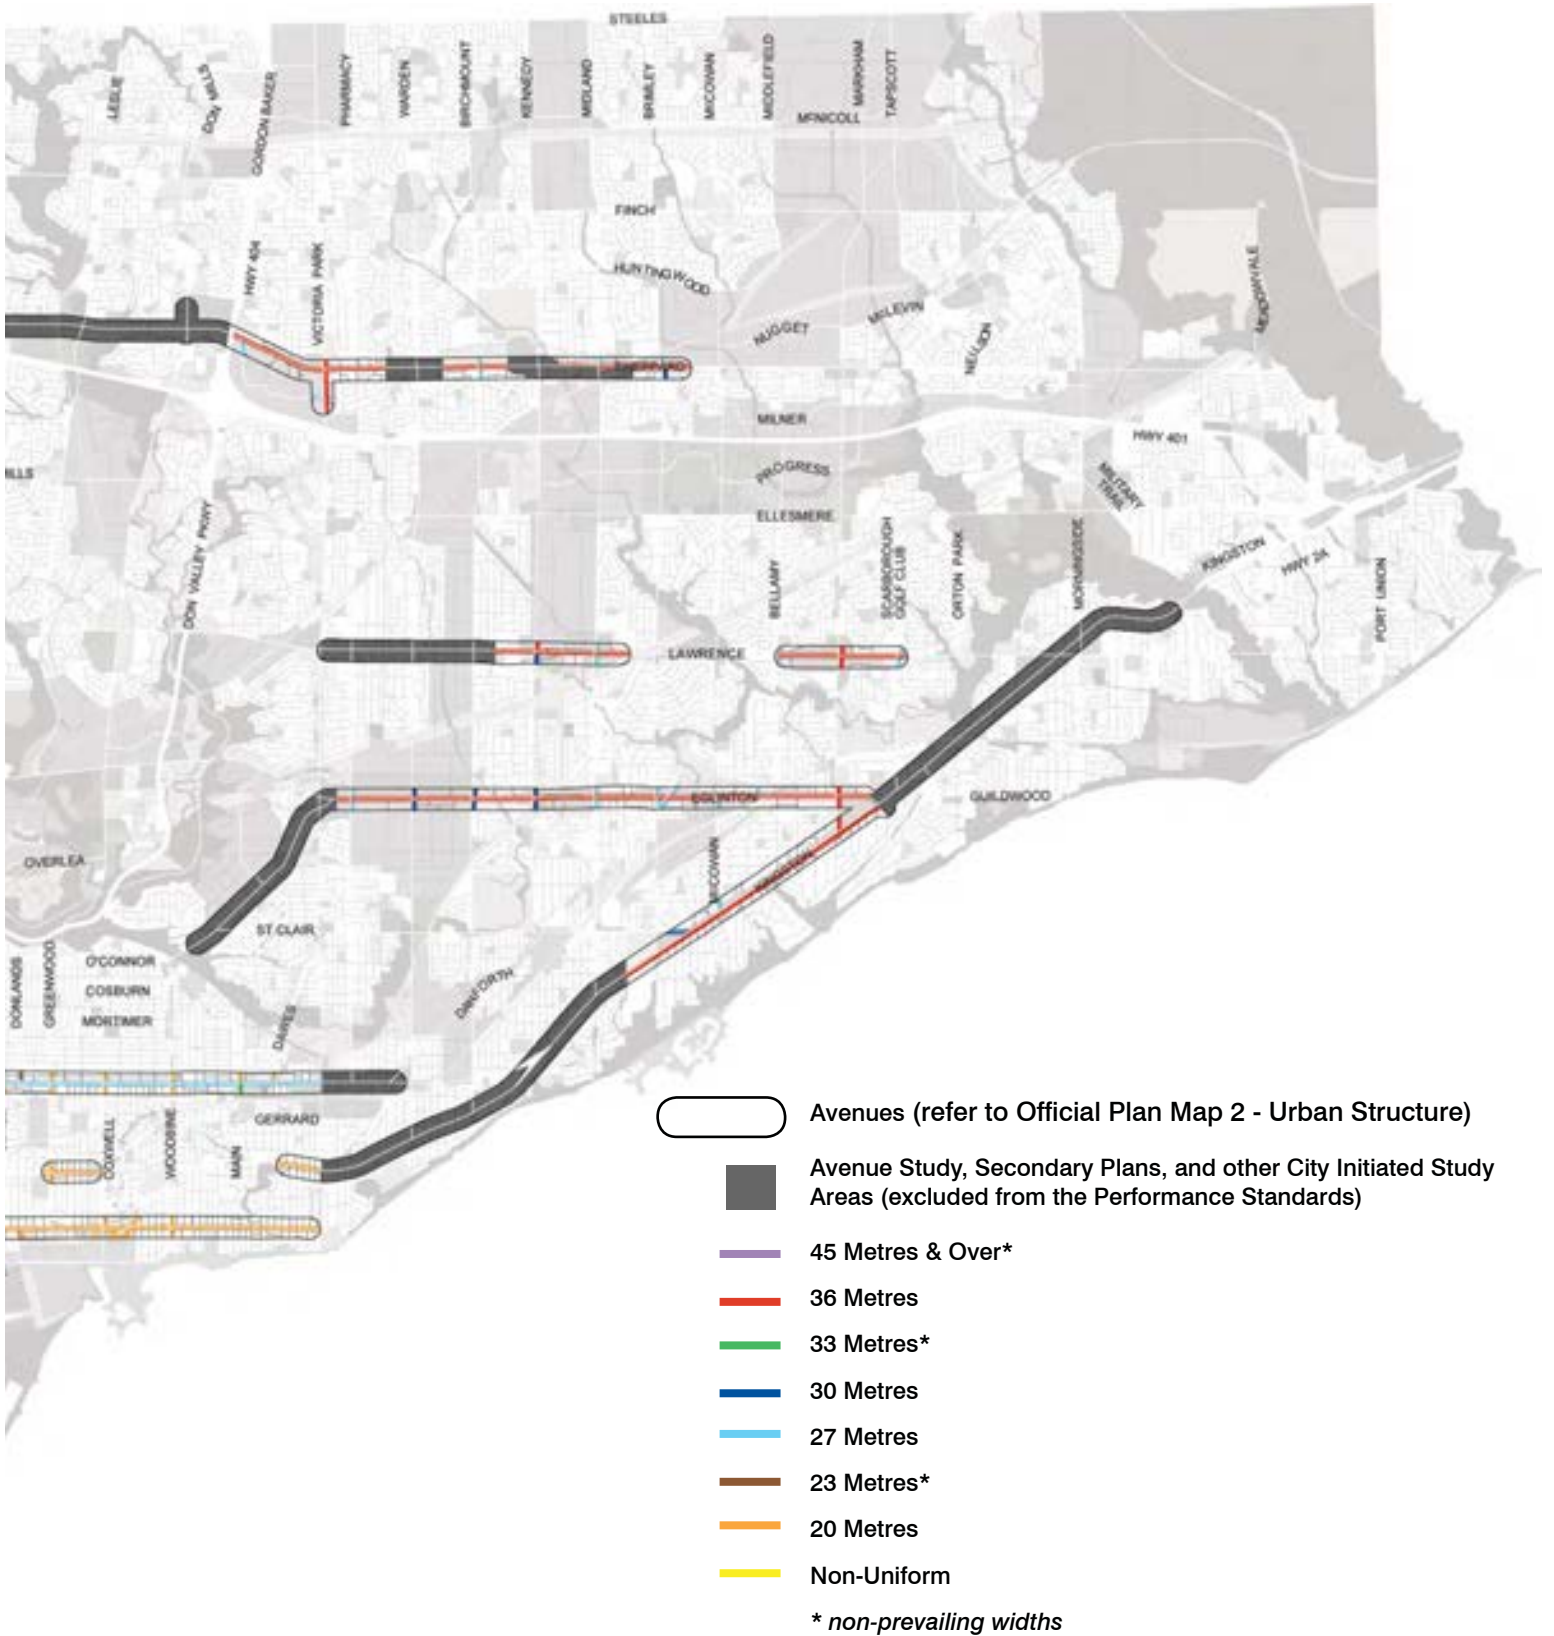 STEELES
LESLIE
DON MILLS
GORDON BAKER
PHARMACY
WARDEN
BIRCHMOUNT
KENNEDY
MIDLAND
BRIMLEY
MCCOWAN
MIDDLEFIELD
MARKHAM
TAPSCOTT
MCNICOLL
FINCH
HUNTINGWOOD
HWY 404
VICTORIA PARK
NUGGET
MCLEVIN
NEILSON
MEADOWVALE
SHEPPARD
MILNER
HWY 401
ILLS
PROGRESS
MILITARY
TRAIL
ELLESMERE
DON VALLEY PKWY
BELLAMY
SCARBOROUGH
GOLF CLUB
ORTON PARK
MORNINGSIDE
KINGSTON
HWY 2A
PORT UNION
LAWRENCE
EGLINTON
GUILDWOOD
OVERLEA
MCCOWAN
KINGSTON
ST CLAIR
DONLANDS
GREENWOOD
O'CONNOR
COSBURN
MORTIMER
DAWES
DANFORTH
GERRARD
COXWELL
WOODBINE
MAIN
Avenues (refer to Official Plan Map 2 - Urban Structure)
Avenue Study, Secondary Plans, and other City Initiated Study
Areas (excluded from the Performance Standards)
45 Metres & Over*
36 Metres
33 Metres*
30 Metres
27 Metres
23 Metres*
20 Metres
Non-Uniform
* non-prevailing widths